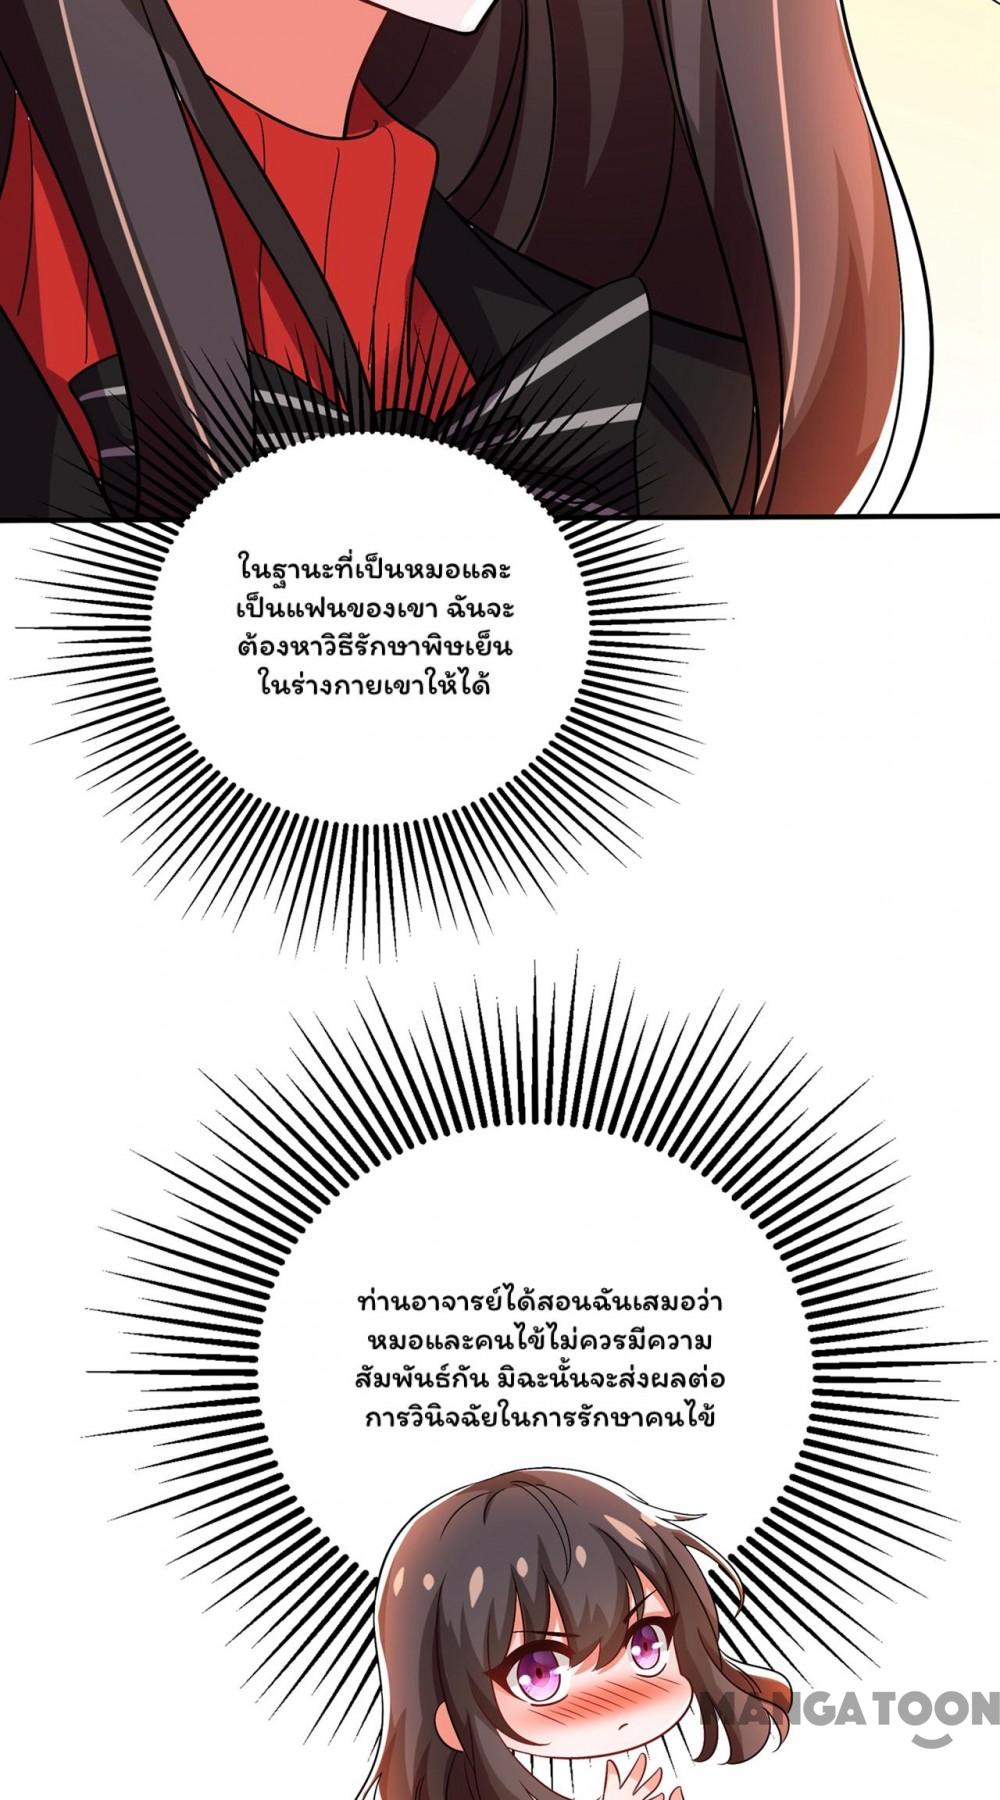 ในฐานะที่เป็นหมอและ
เป็นแฟนของเขา ฉันจะ
ต้องหาวิธีรักษาพิษเย็น
ในร่างกายเขาให้ได้
ท่านอาจารย์ได้สอนฉันเสมอว่า
หมอและคนไข้ไม่ควรมีความ
สัมพันธ์กัน มิฉะนั้นจะส่งผลต่อ
การวินิจฉัยในการรักษาคนไข้
MANGATOON